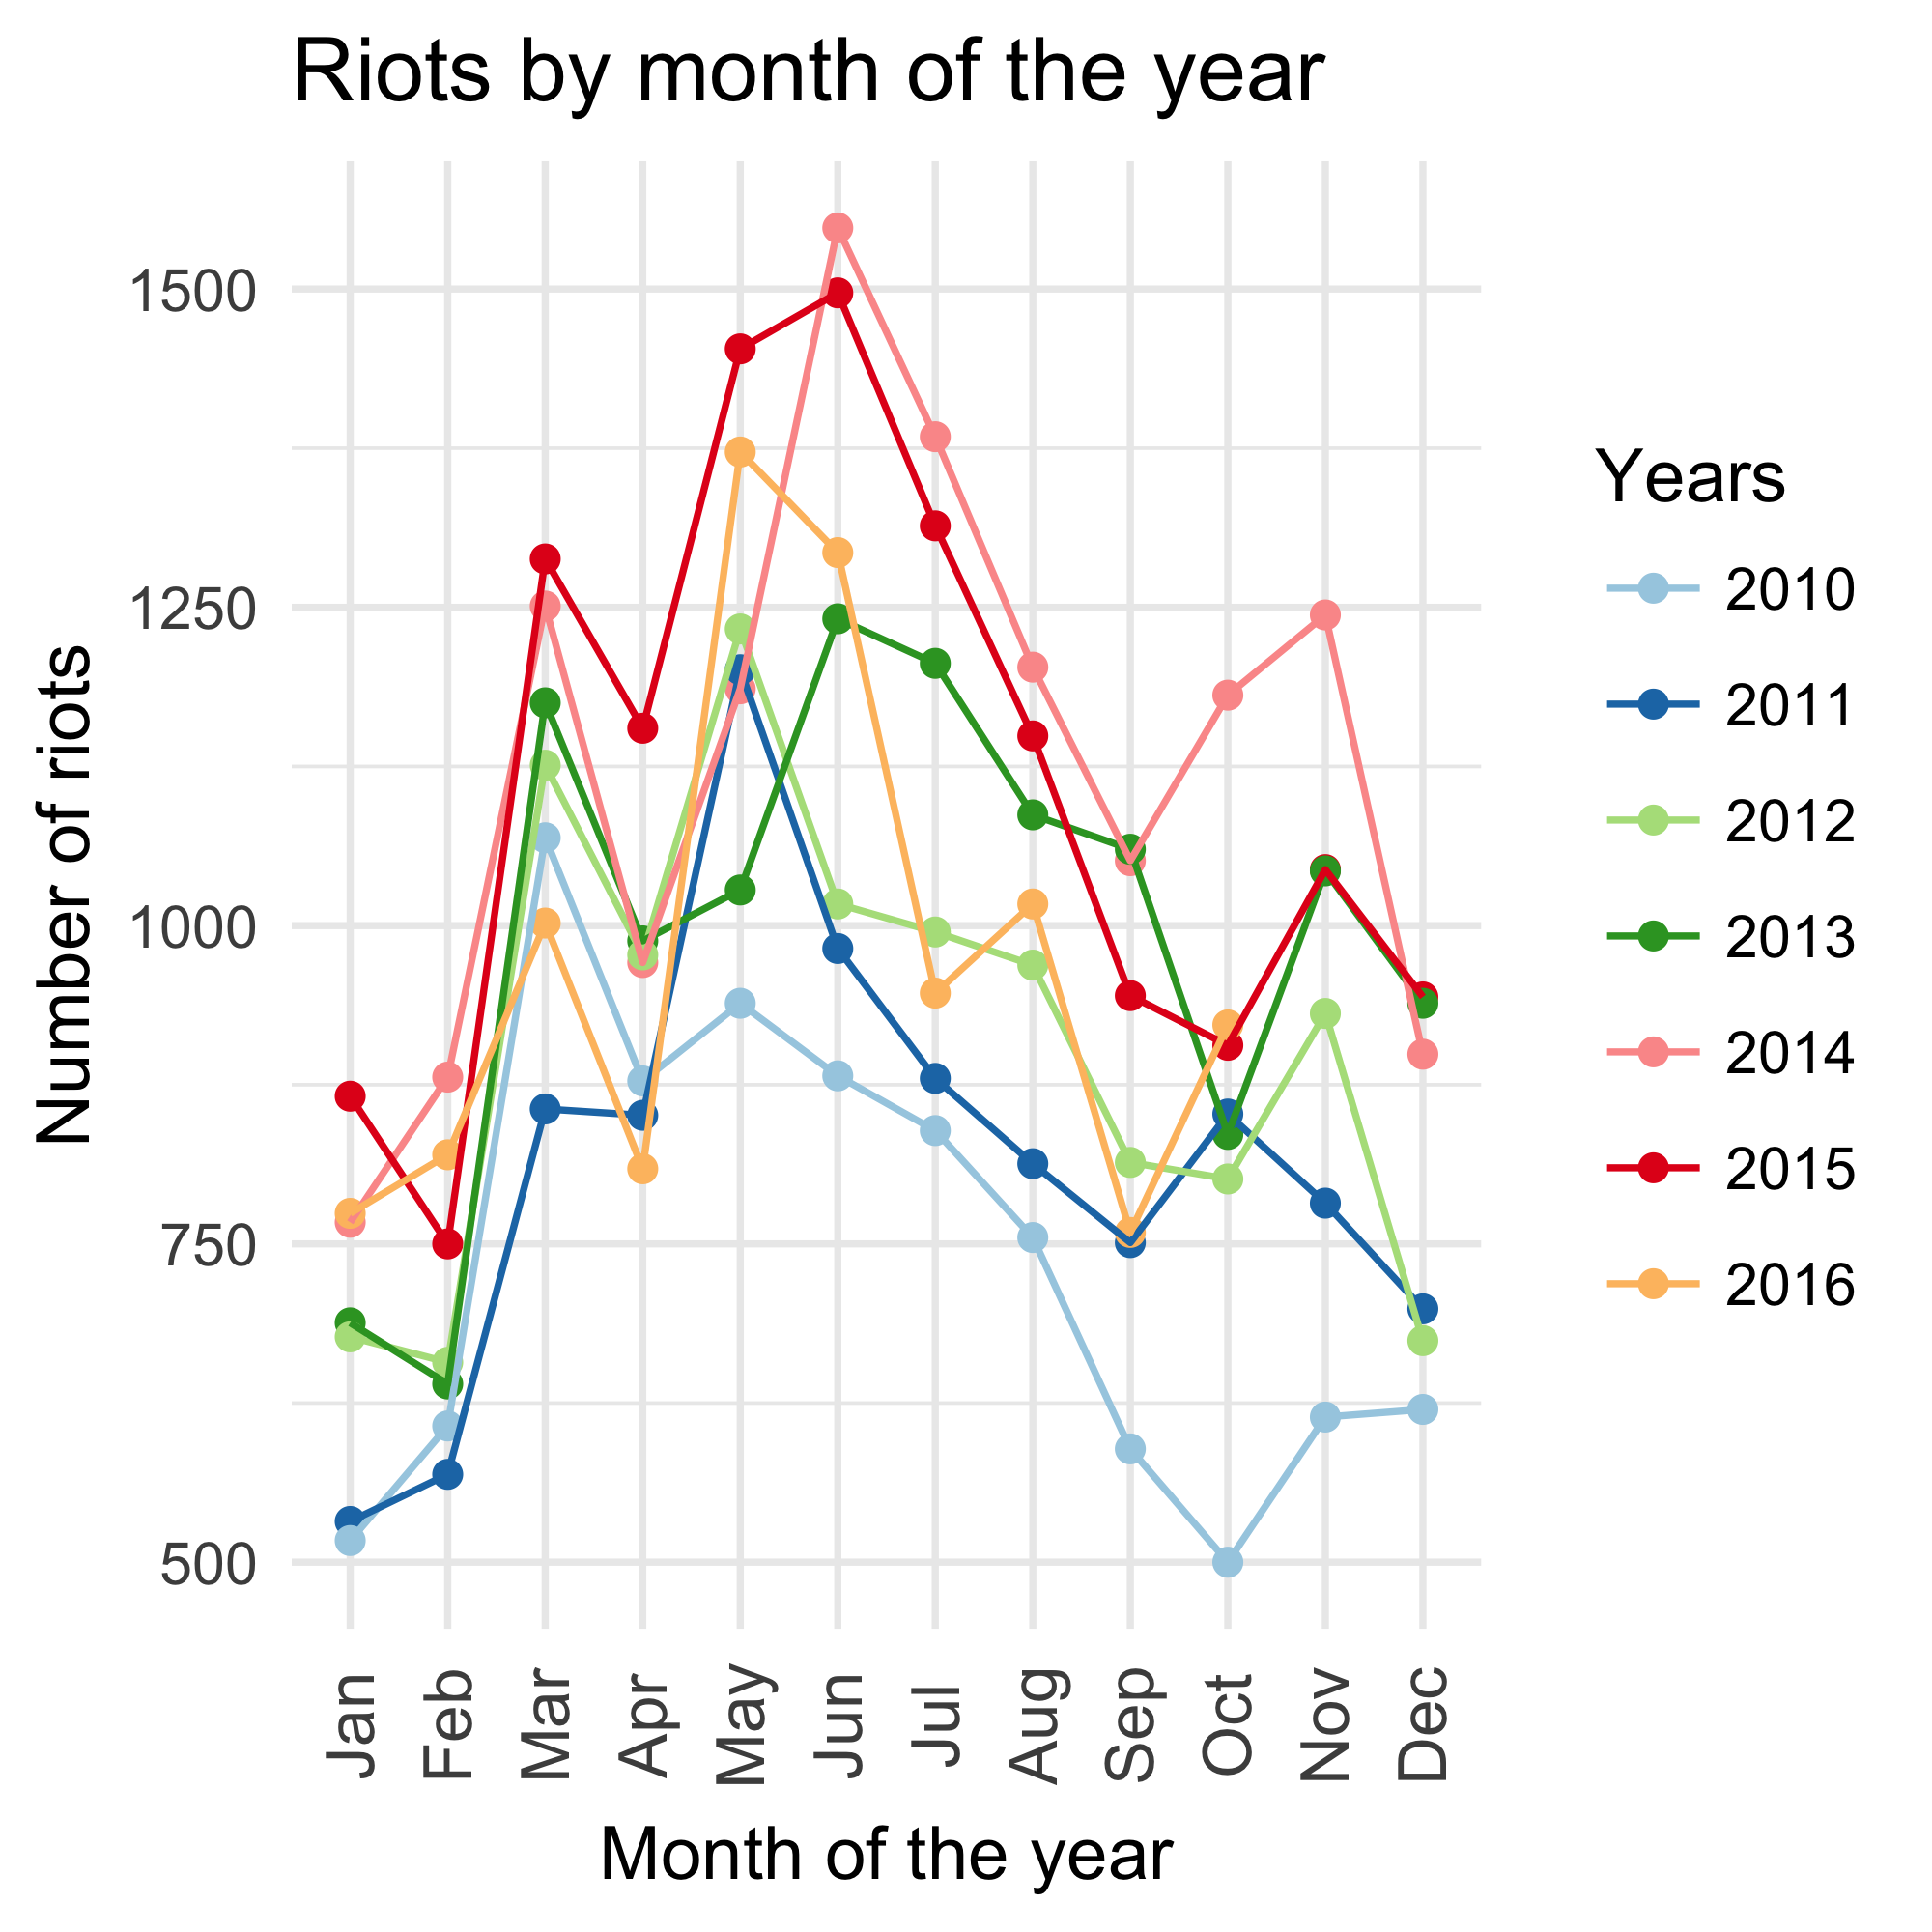 Riots by month of the year
Number of riots
1500
1250
1000
750
500
Jan
Feb
Mar
Apr
May
Jun
Jul
Aug
Sep
Oct
Nov
Dec
Month of the year
Years
2010
2011
2012
2013
2014
2015
2016